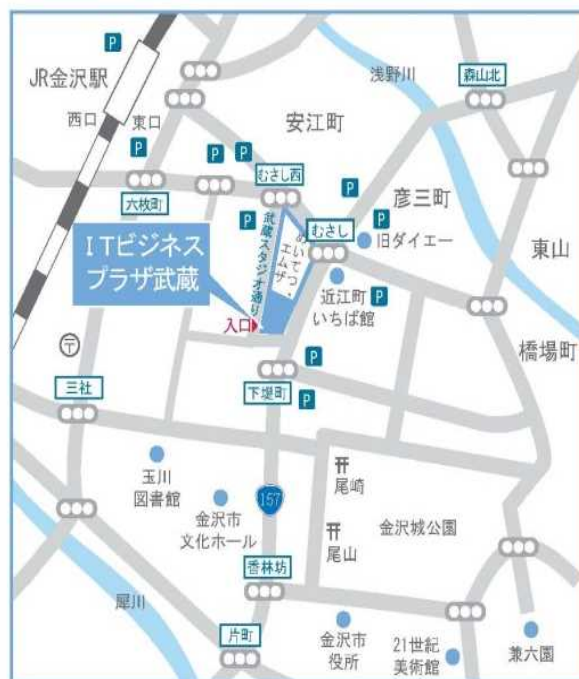 P
JR金沢駅
西口
東口
浅野川
森山北
安江町
P
P
P
六枚町
むさし西
P
彦三町
P
旧ダイエー
P
武蔵スタジオ通り
めいてつ・
エムザ
むさし
東山
ITビジネス
プラザ武蔵
入口
近江町
いちば館
P
橋場町
〒
三社
下堤町
P
P
玉川
図書館
金沢市
文化ホール
157
尾崎
尾山
金沢城公園
香林坊
犀川
片町
金沢市
役所
21世紀
美術館
兼六園